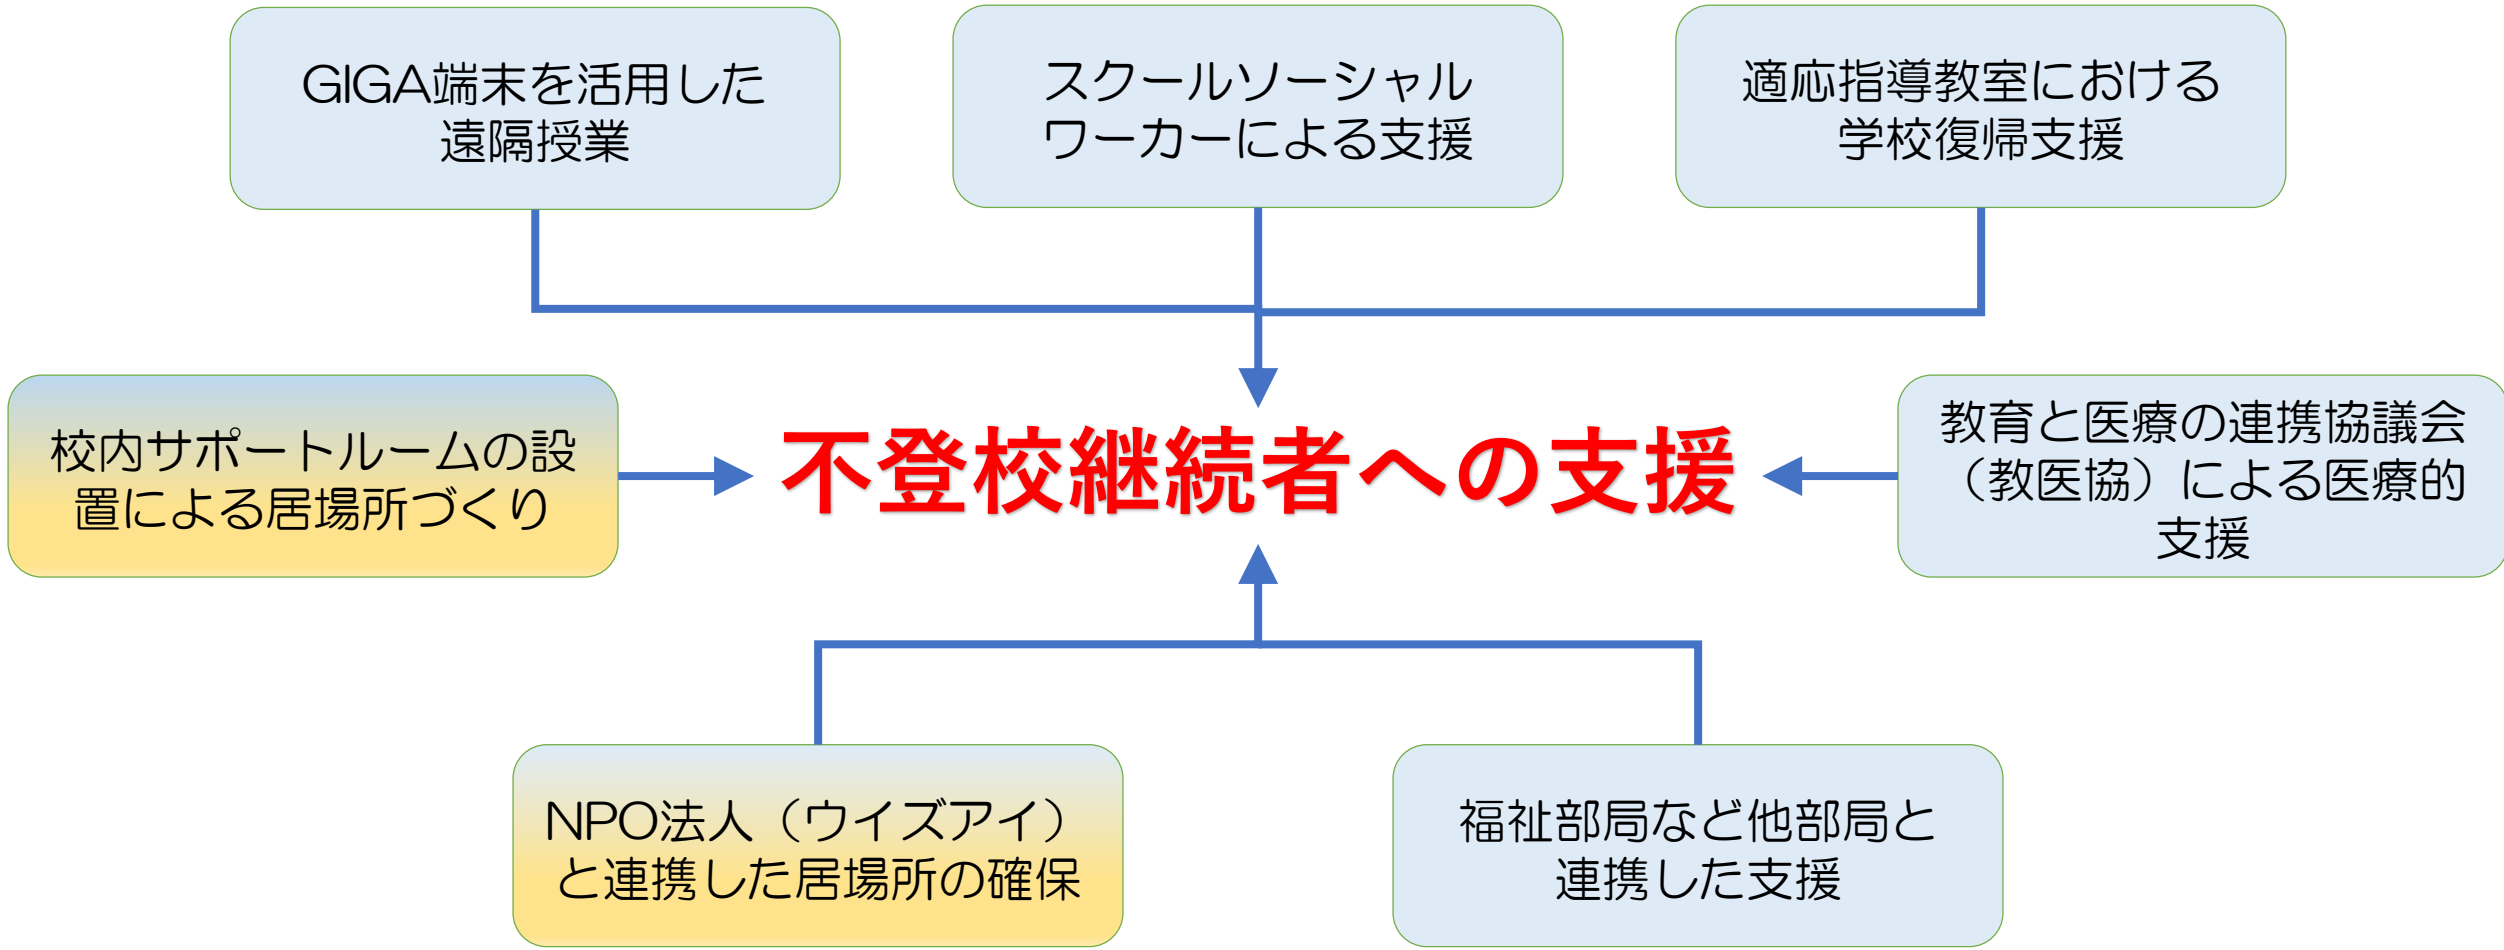 GIGA端末を活用した
遠隔授業
スクールソーシャル
ワーカーによる支援
適応指導教室における
学校復帰支援
校内サポートルームの設
置による居場所づくり
不登校継続者への支援
教育と医療の連携協議会
（教医協）による医療的
支援
NPO法人（ウィズアイ）
と連携した居場所の確保
福祉部局など他部局と
連携した支援